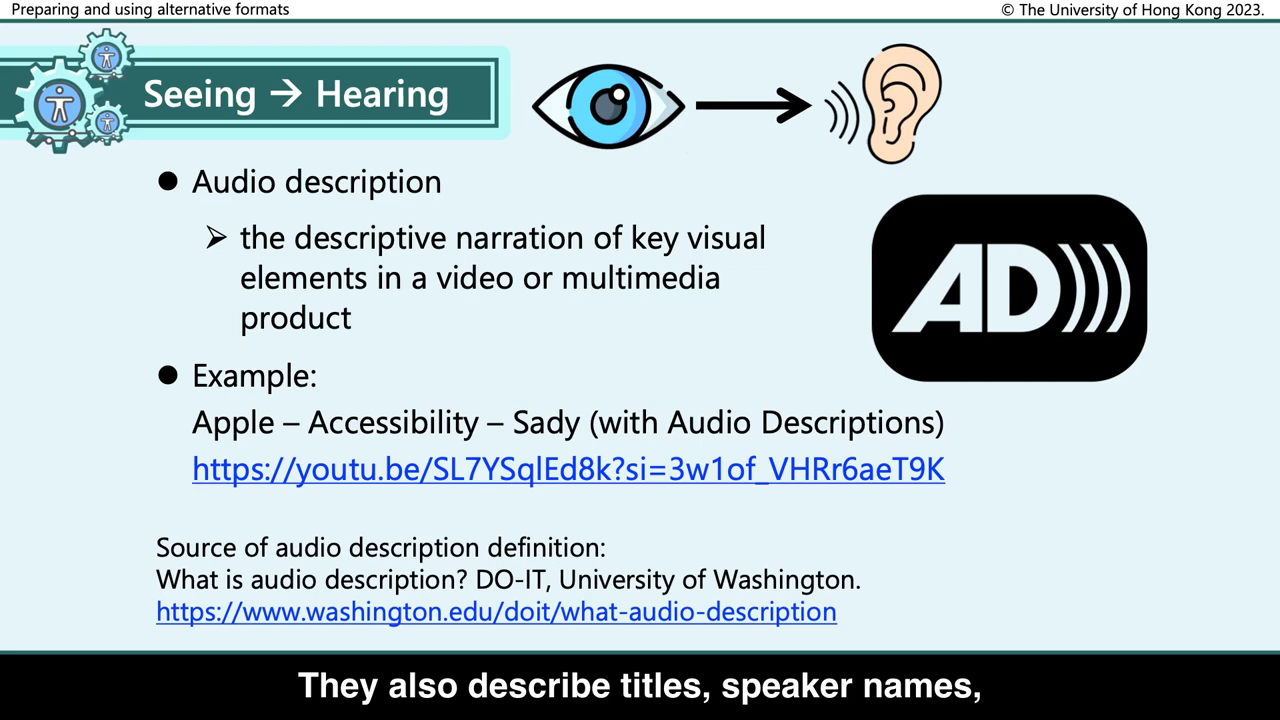 Preparing and using alternative formats
© The University of Hong Kong 2023.
Seeing → Hearing
● Audio description
➢ the descriptive narration of key visual
elements in a video or multimedia
product
AD
● Example:
Apple – Accessibility – Sady (with Audio Descriptions)
https://youtu.be/SL7YSqlEd8k?si=3w1of_VHRr6aeT9K
Source of audio description definition:
What is audio description? DO-IT, University of Washington.
https://www.washington.edu/doit/what-audio-description
They also describe titles, speaker names,